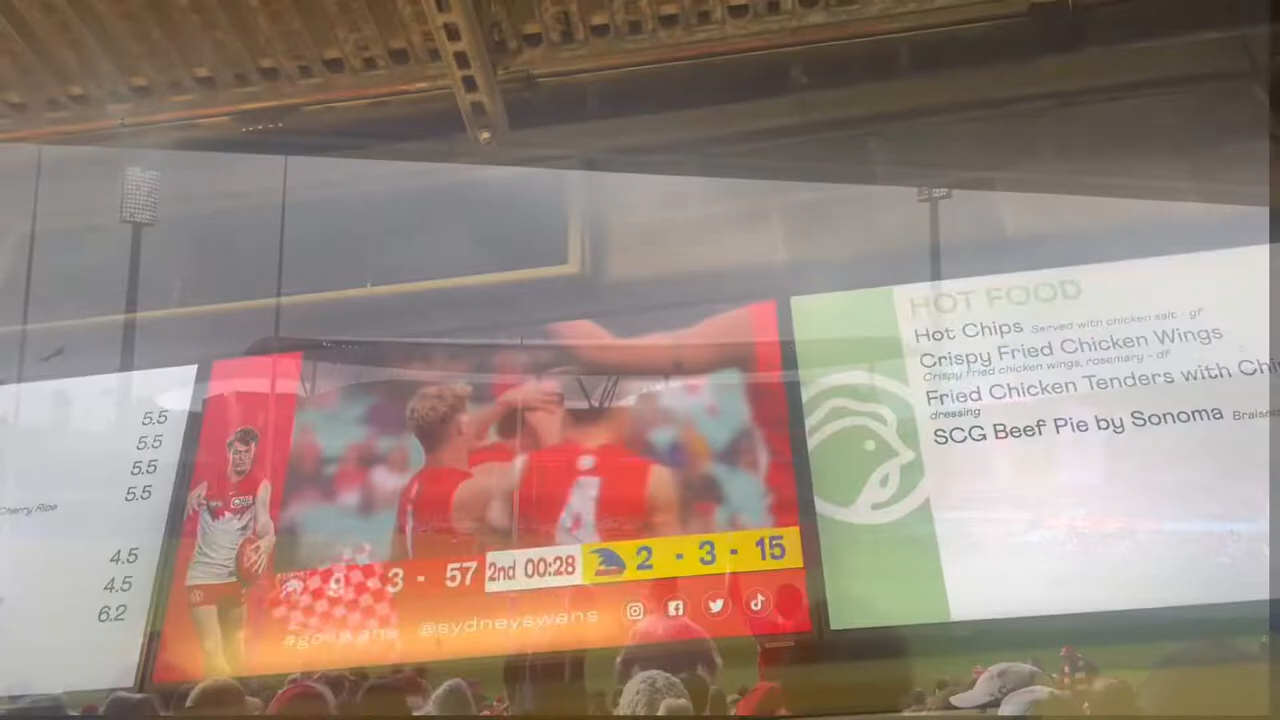 5.5
5.5
5.5
5.5
Cherry Ripe
4.5
4.5
6.2
9 3 - 57 2nd 00:28 2 - 3 - 15
#goswans @sydneyswans
HOT FOOD
Hot Chips Served with chicken salt - gf
Crispy Fried Chicken Wings
Crispy fried chicken wings, rosemary - df
Fried Chicken Tenders with
dressing
SCG Beef Pie by Sonoma